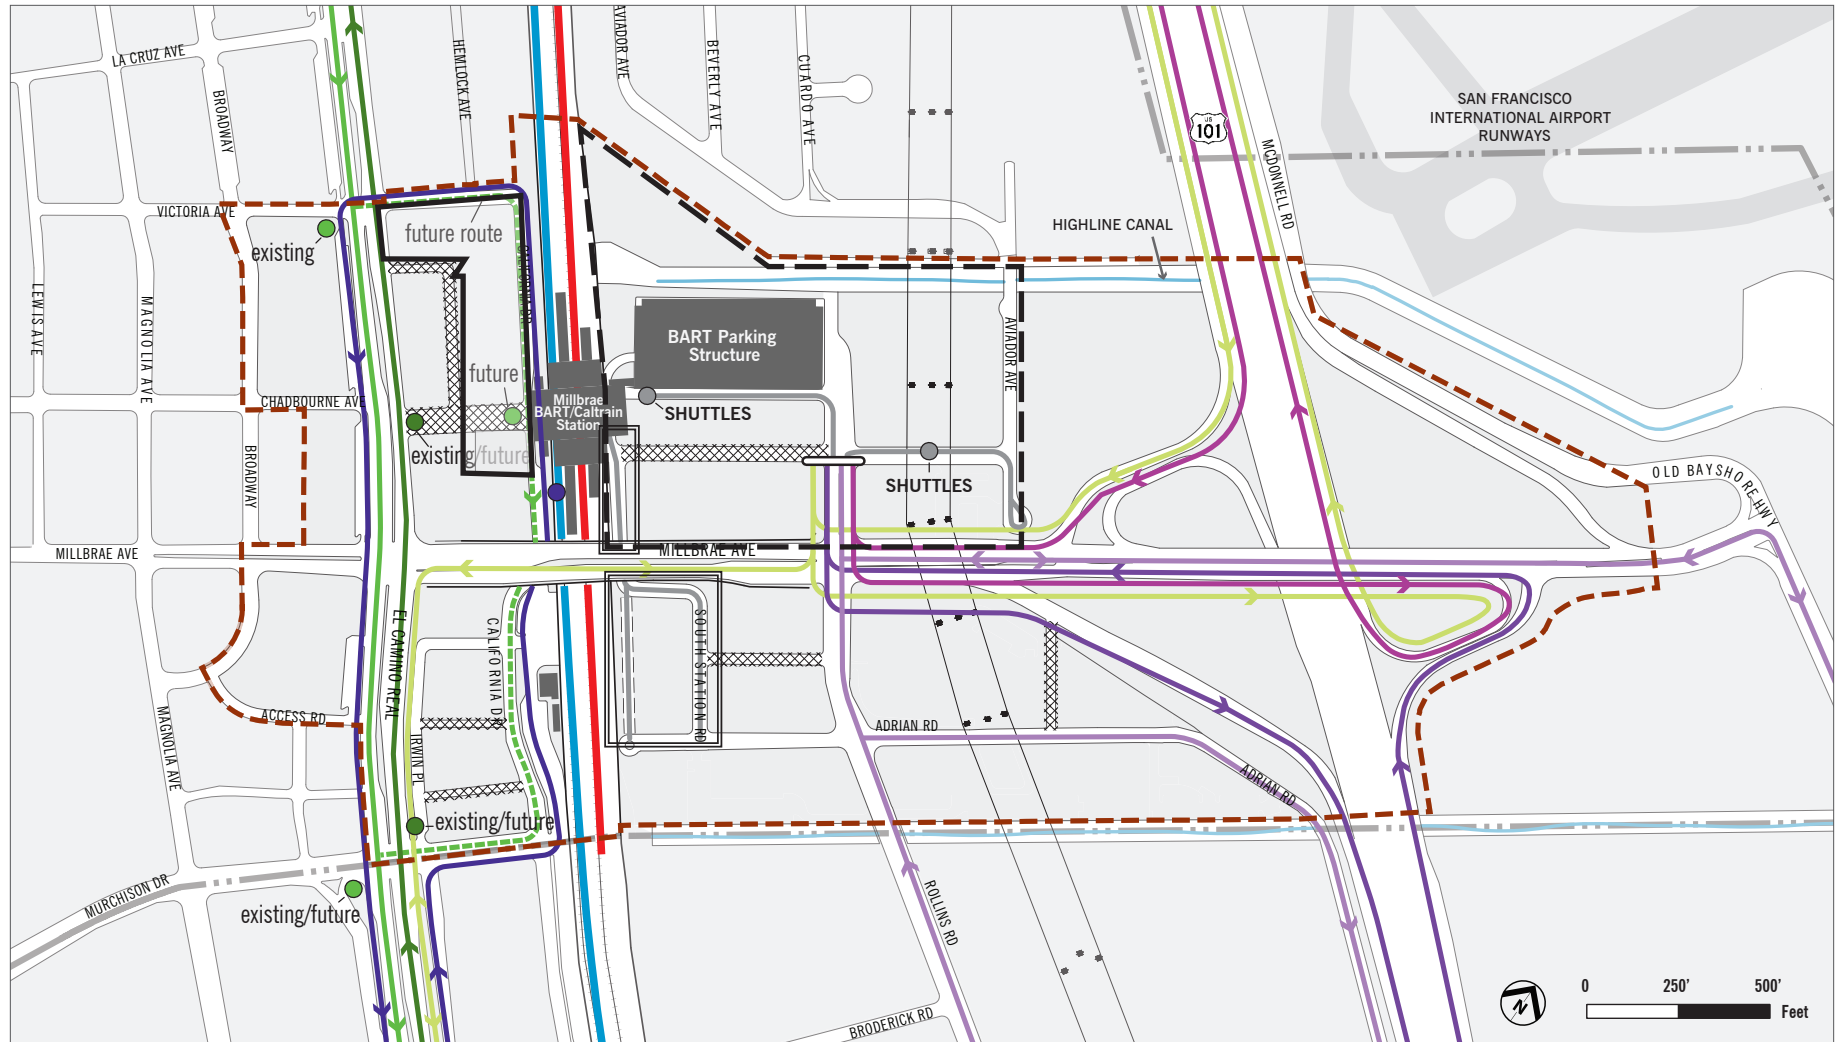 LA CRUZ AVE
BROADWAY
HEMLOCK AVE
AVIADOR AVE
BEVERLY AVE
CUARDO AVE
US
101
MCDONNELL RD
SAN FRANCISCO
INTERNATIONAL AIRPORT
RUNWAYS
VICTORIA AVE
existing
future route
CALIFORNIA DR
HIGHLINE CANAL
LEWIS AVE
MAGNOLIA AVE
BART Parking
Structure
AVIADOR AVE
future
CHADBOURNE AVE
Millbrae
BART/Caltrain
Station
SHUTTLES
existing/future
BROADWAY
SHUTTLES
OLD BAYSHORE HWY
MILLBRAE AVE
MILLBRAE AVE
EL CAMINO REAL
CALIFORNIA DR
SOUTH STATION RD
MAGNOLIA AVE
ACCESS RD
IRWIN PL
ADRIAN RD
ADRIAN RD
existing/future
MURCHISON DR
existing/future
ROLLINS RD
BRODERICK RD
N
0 250' 500'
Feet